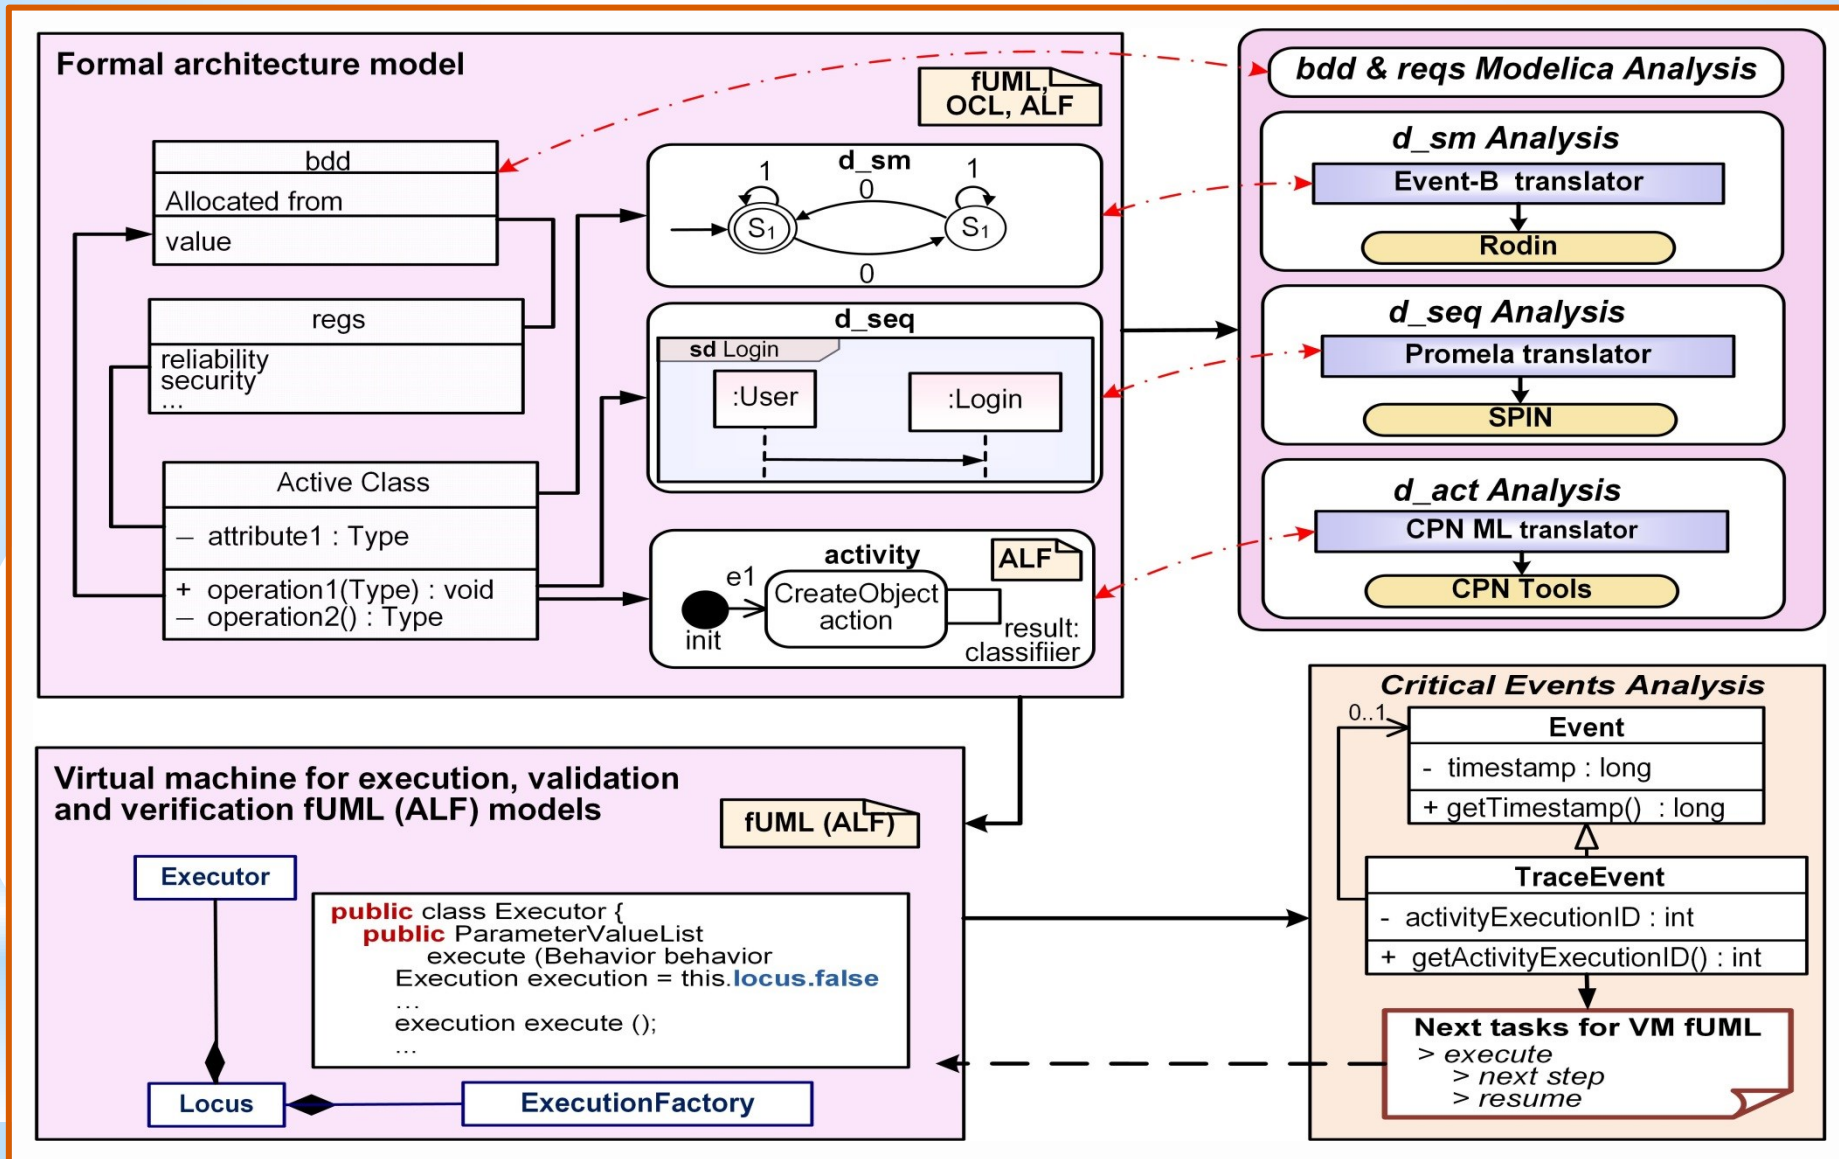 Formal architecture model
fUML,
OCL, ALF
bdd
Allocated from
value
regs
reliability
security
...
Active Class
– attribute1 : Type
+ operation1(Type) : void
– operation2() : Type
d_sm
1
1
0
S1
S1
0
d_seq
sd Login
:User
:Login
activity
ALF
e1
CreateObject
action
init
result:
classifiier
bdd & reqs Modelica Analysis
d_sm Analysis
Event-B translator
Rodin
d_seq Analysis
Promela translator
SPIN
d_act Analysis
CPN ML translator
CPN Tools
Virtual machine for execution, validation
and verification fUML (ALF) models
fUML (ALF)
Executor
public class Executor {
public ParameterValueList
execute (Behavior behavior
Execution execution = this.locus.false
...
execution execute ();
...
Locus
ExecutionFactory
Critical Events Analysis
0..1
Event
- timestamp : long
+ getTimestamp() : long
TraceEvent
- activityExecutionID : int
+ getActivityExecutionID() : int
Next tasks for VM fUML
> execute
> next step
> resume